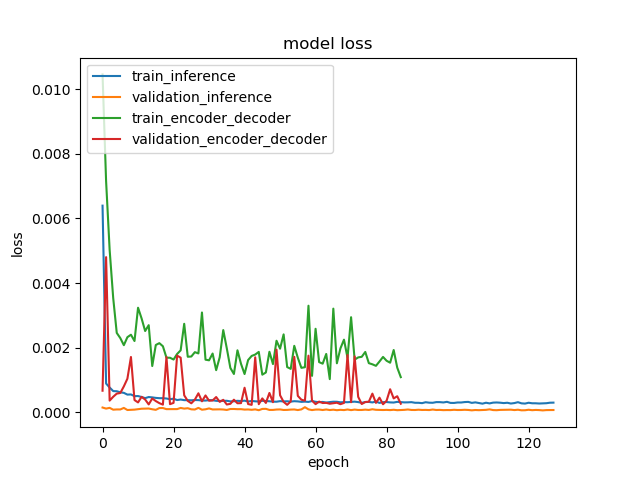 model loss
train_inference
validation_inference
train_encoder_decoder
validation_encoder_decoder
loss
0.010
0.008
0.006
0.004
0.002
0.000
0
20
40
60
80
100
120
epoch